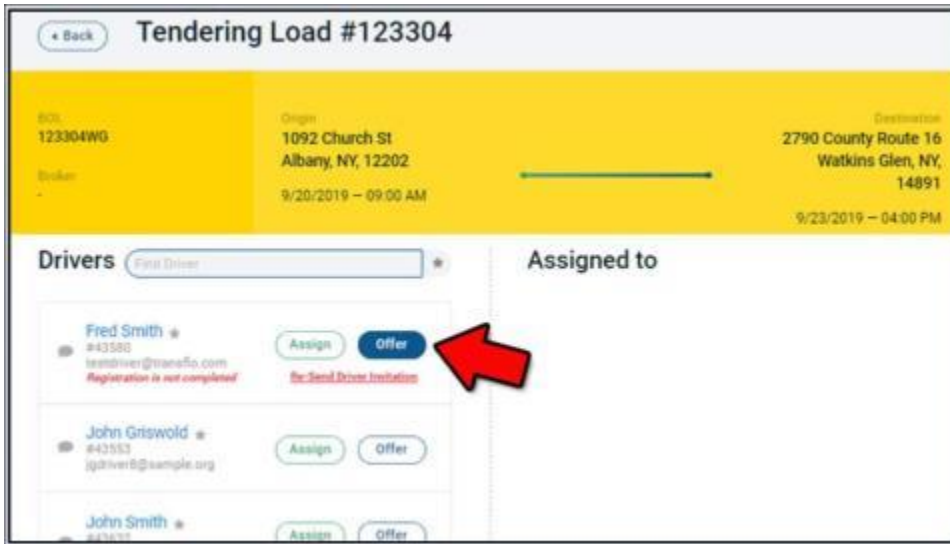 ◂ Back
Tendering Load #123304
BOL
123304WG
Broker
-
Origin
1092 Church St
Albany, NY, 12202
9/20/2019 — 09:00 AM
Destination
2790 County Route 16
Watkins Glen, NY,
14891
9/23/2019 — 04:00 PM
Drivers
Find Driver
Assigned to
Fred Smith
#43580
testdriver@transflo.com
Registration is not completed
Assign
Offer
Re-Send Driver Invitation
John Griswold
#43553
jgdriver8@sample.org
Assign
Offer
John Smith
Assign
Offer